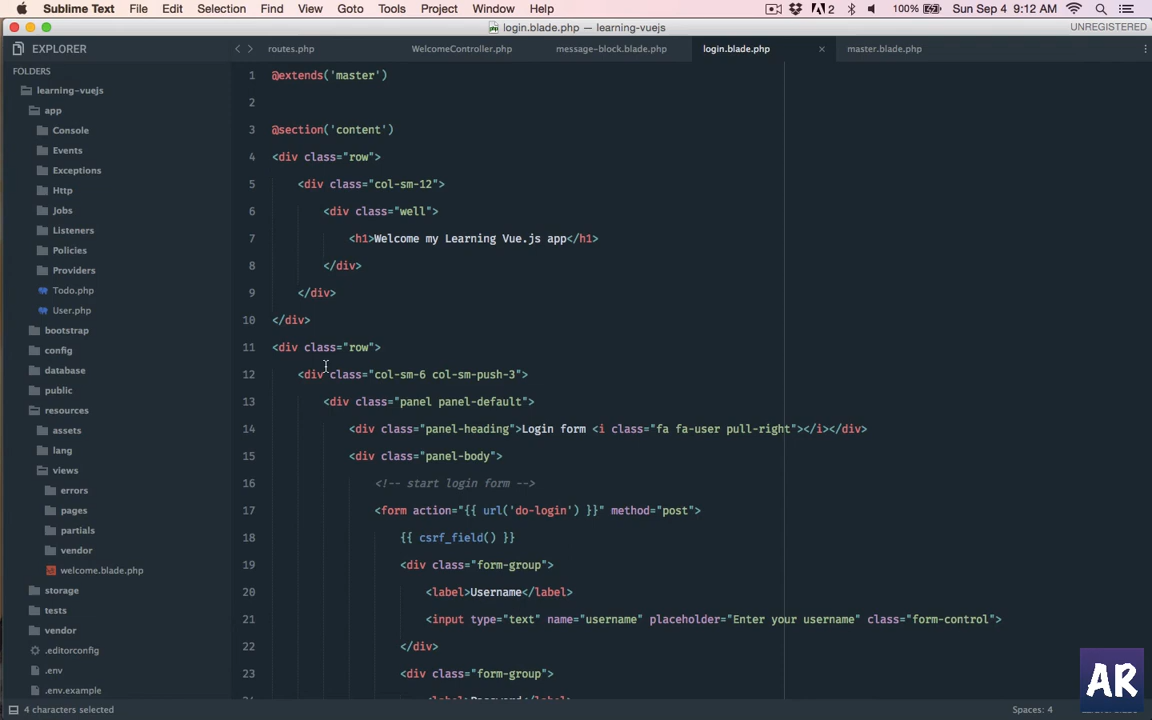 Sublime Text File Edit Selection Find View Goto Tools Project Window Help 2 100% Sun Sep 4 9:12 AM
login.blade.php — learning-vuejs UNREGISTERED
EXPLORER routes.php WelcomeController.php message-block.blade.php login.blade.php × master.blade.php
FOLDERS
learning-vuejs
app
Console
Events
Exceptions
Http
Jobs
Listeners
Policies
Providers
Todo.php
User.php
bootstrap
config
database
public
resources
assets
lang
views
errors
pages
partials
vendor
welcome.blade.php
storage
tests
vendor
.editorconfig
.env
.env.example
1 @extends('master')
2
3 @section('content')
4 <div class="row">
5 <div class="col-sm-12">
6 <div class="well">
7 <h1>Welcome my Learning Vue.js app</h1>
8 </div>
9 </div>
10 </div>
11 <div class="row">
12 <div class="col-sm-6 col-sm-push-3">
13 <div class="panel panel-default">
14 <div class="panel-heading">Login form <i class="fa fa-user pull-right"></i></div>
15 <div class="panel-body">
16 <!-- start login form -->
17 <form action="{{ url('do-login') }}" method="post">
18 {{ csrf_field() }}
19 <div class="form-group">
20 <label>Username</label>
21 <input type="text" name="username" placeholder="Enter your username" class="form-control">
22 </div>
23 <div class="form-group">
<label>Password</label>
4 characters selected Spaces: 4
AR